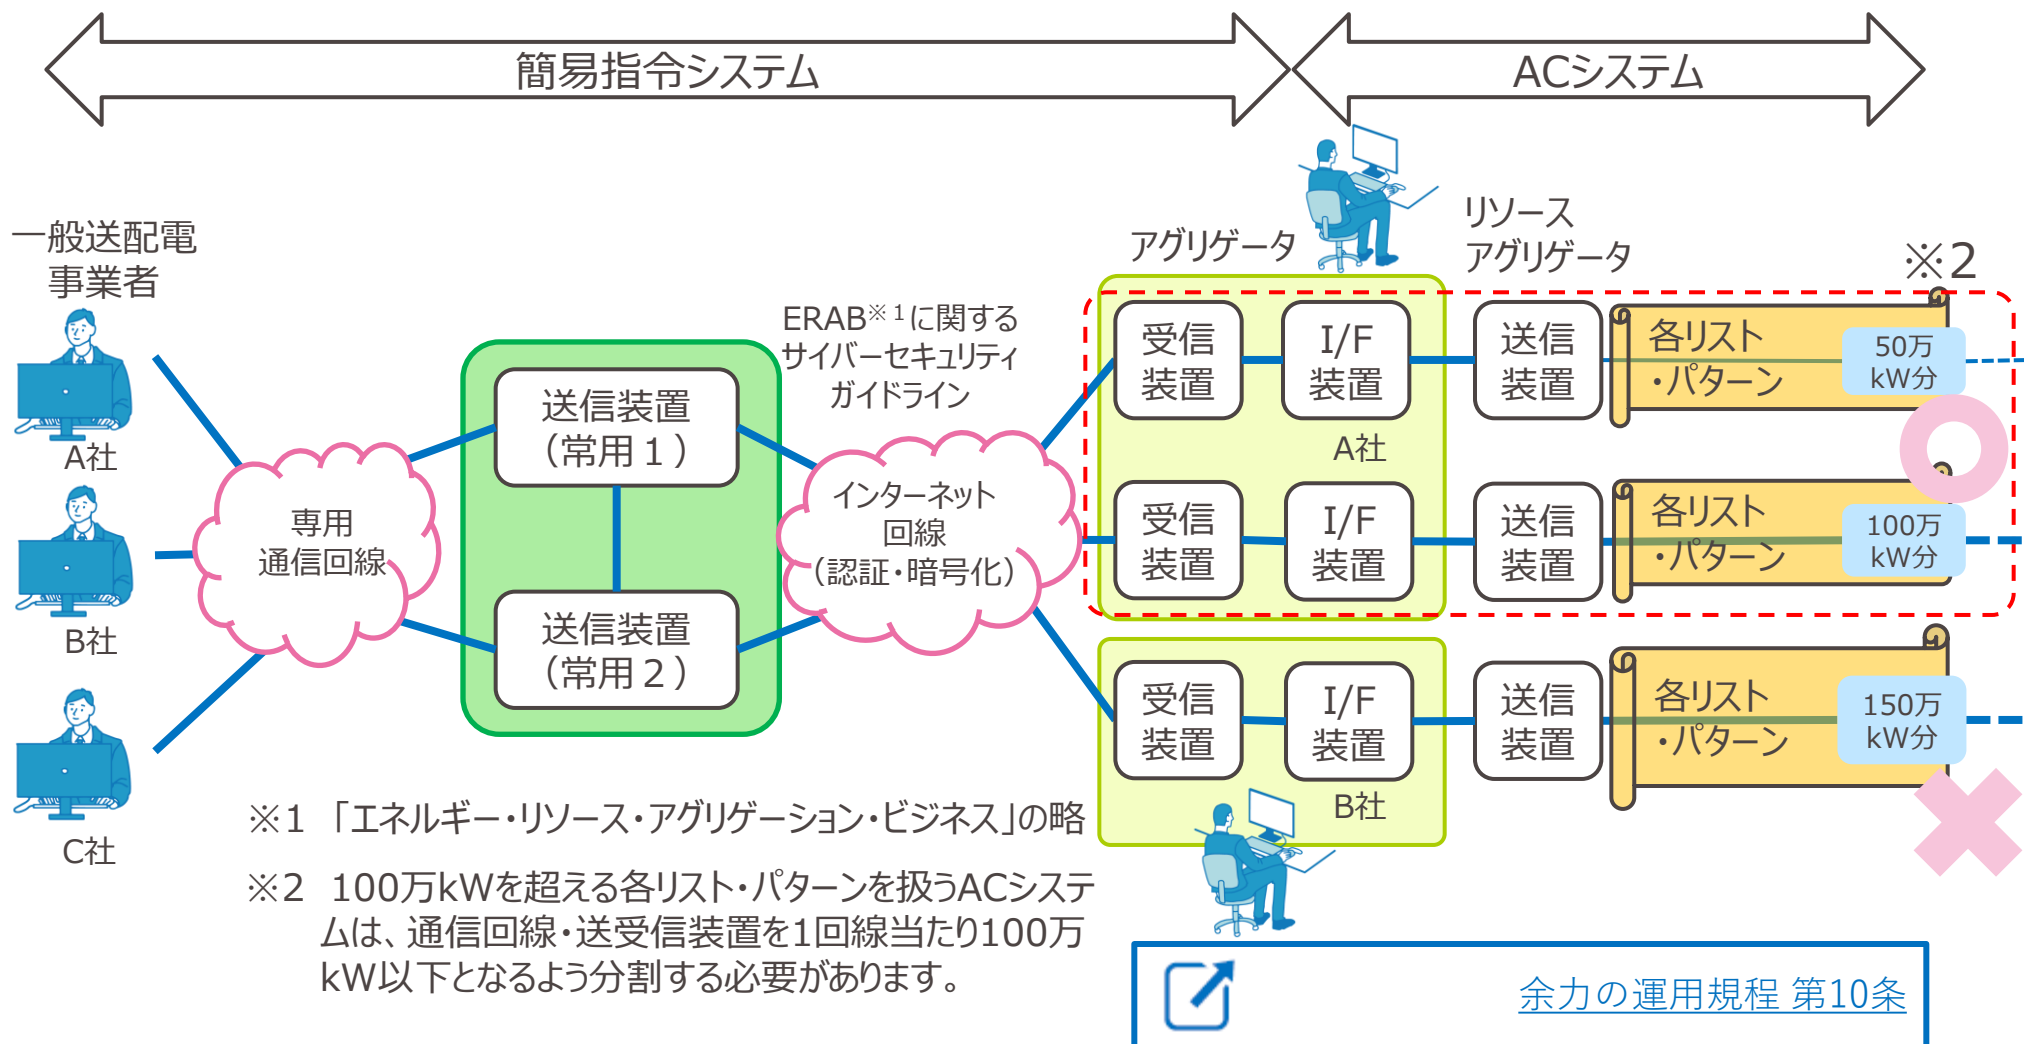 簡易指令システム
ACシステム
一般送配電
事業者
A社
B社
C社
専用
通信回線
送信装置
（常用１）
送信装置
（常用２）
ERAB※１に関する
サイバーセキュリティ
ガイドライン
インターネット
回線
（認証・暗号化）
アグリゲータ
リソース
アグリゲータ
※2
受信
装置
I/F
装置
A社
送信
装置
各リスト
・パターン
50万
kW分
受信
装置
I/F
装置
送信
装置
各リスト
・パターン
100万
kW分
受信
装置
I/F
装置
B社
送信
装置
各リスト
・パターン
150万
kW分
※1 「エネルギー・リソース・アグリゲーション・ビジネス」の略
※2 100万kWを超える各リスト・パターンを扱うACシステ
ムは、通信回線・送受信装置を1回線当たり100万
kW以下となるよう分割する必要があります。
余力の運用規程 第10条